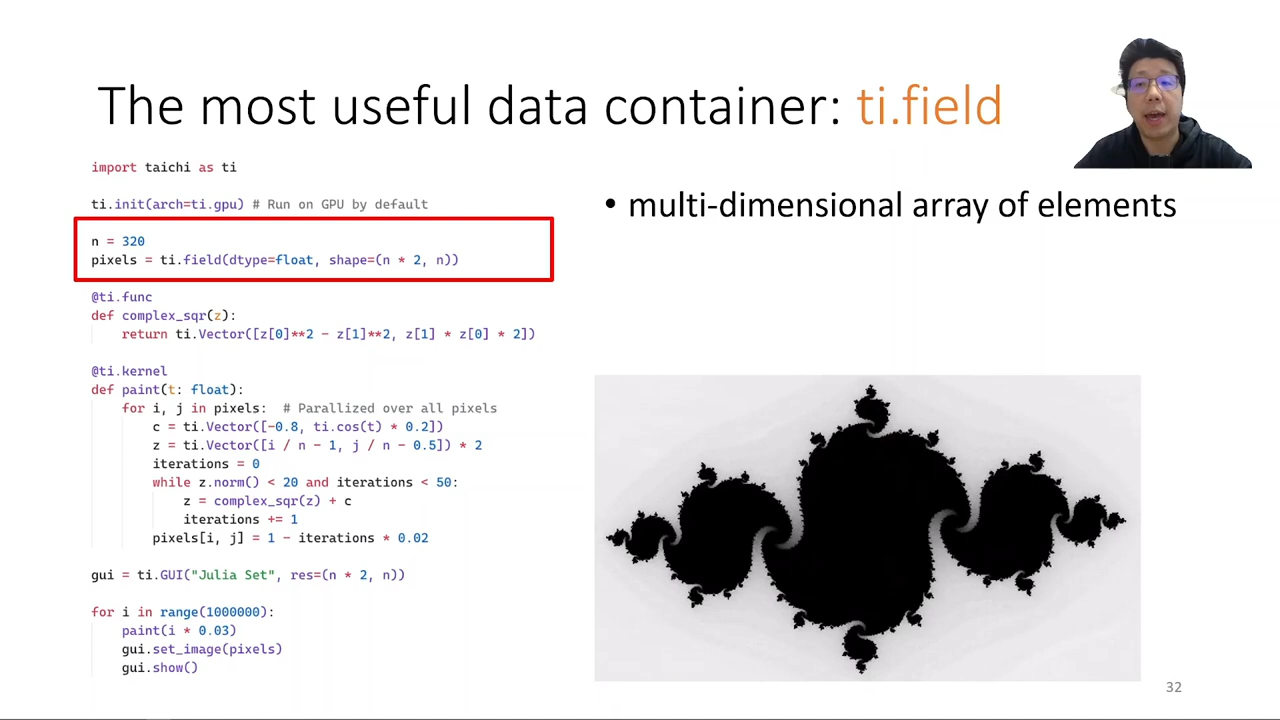 The most useful data container: ti.field
import taichi as ti
ti.init(arch=ti.gpu) # Run on GPU by default
n = 320
pixels = ti.field(dtype=float, shape=(n * 2, n))
@ti.func
def complex_sqr(z):
    return ti.Vector([z[0]**2 - z[1]**2, z[1] * z[0] * 2])
@ti.kernel
def paint(t: float):
    for i, j in pixels:  # Parallized over all pixels
        c = ti.Vector([-0.8, ti.cos(t) * 0.2])
        z = ti.Vector([i / n - 1, j / n - 0.5]) * 2
        iterations = 0
        while z.norm() < 20 and iterations < 50:
            z = complex_sqr(z) + c
            iterations += 1
        pixels[i, j] = 1 - iterations * 0.02
gui = ti.GUI("Julia Set", res=(n * 2, n))
for i in range(1000000):
    paint(i * 0.03)
    gui.set_image(pixels)
    gui.show()
• multi-dimensional array of elements
32